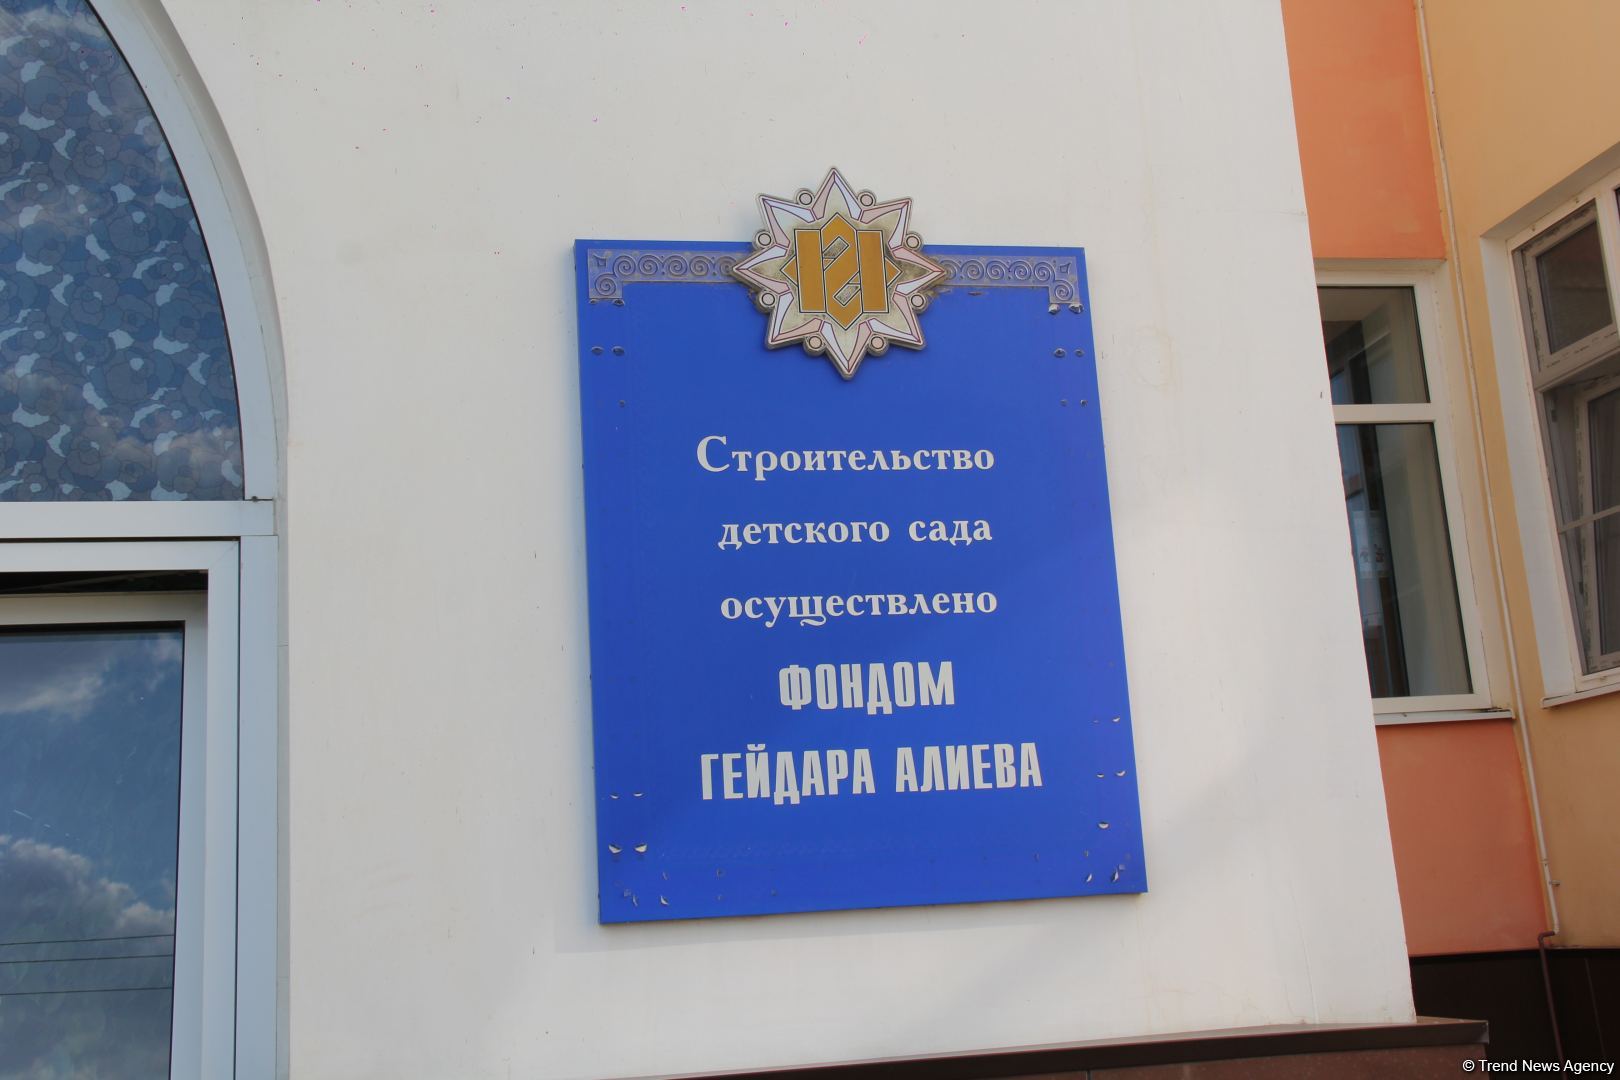 Строительство
детского сада
осуществлено
ФОНДОМ
ГЕЙДАРА АЛИЕВА
© Trend News Agency